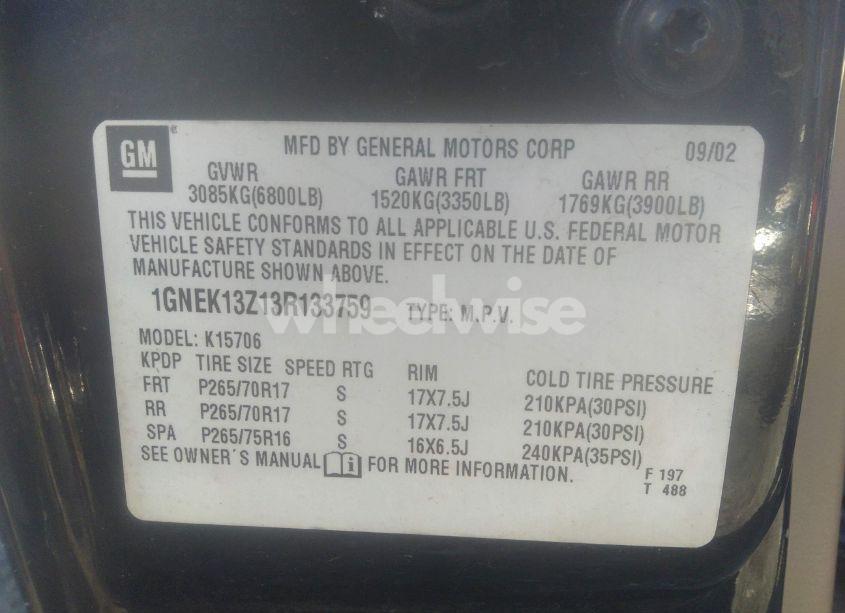 GM ® MFD BY GENERAL MOTORS CORP 09/02
GVWR GAWR FRT GAWR RR
3085KG(6800LB) 1520KG(3350LB) 1769KG(3900LB)
THIS VEHICLE CONFORMS TO ALL APPLICABLE U.S. FEDERAL MOTOR
VEHICLE SAFETY STANDARDS IN EFFECT ON THE DATE OF
MANUFACTURE SHOWN ABOVE.
1GNEK13Z13R133759 TYPE: M.P.V.
wheelwise
MODEL: K15706
KPDP TIRE SIZE SPEED RTG RIM COLD TIRE PRESSURE
FRT P265/70R17 S 17X7.5J 210KPA(30PSI)
RR P265/70R17 S 17X7.5J 210KPA(30PSI)
SPA P265/75R16 S 16X6.5J 240KPA(35PSI)
SEE OWNER'S MANUAL i FOR MORE INFORMATION.
F 197
T 488